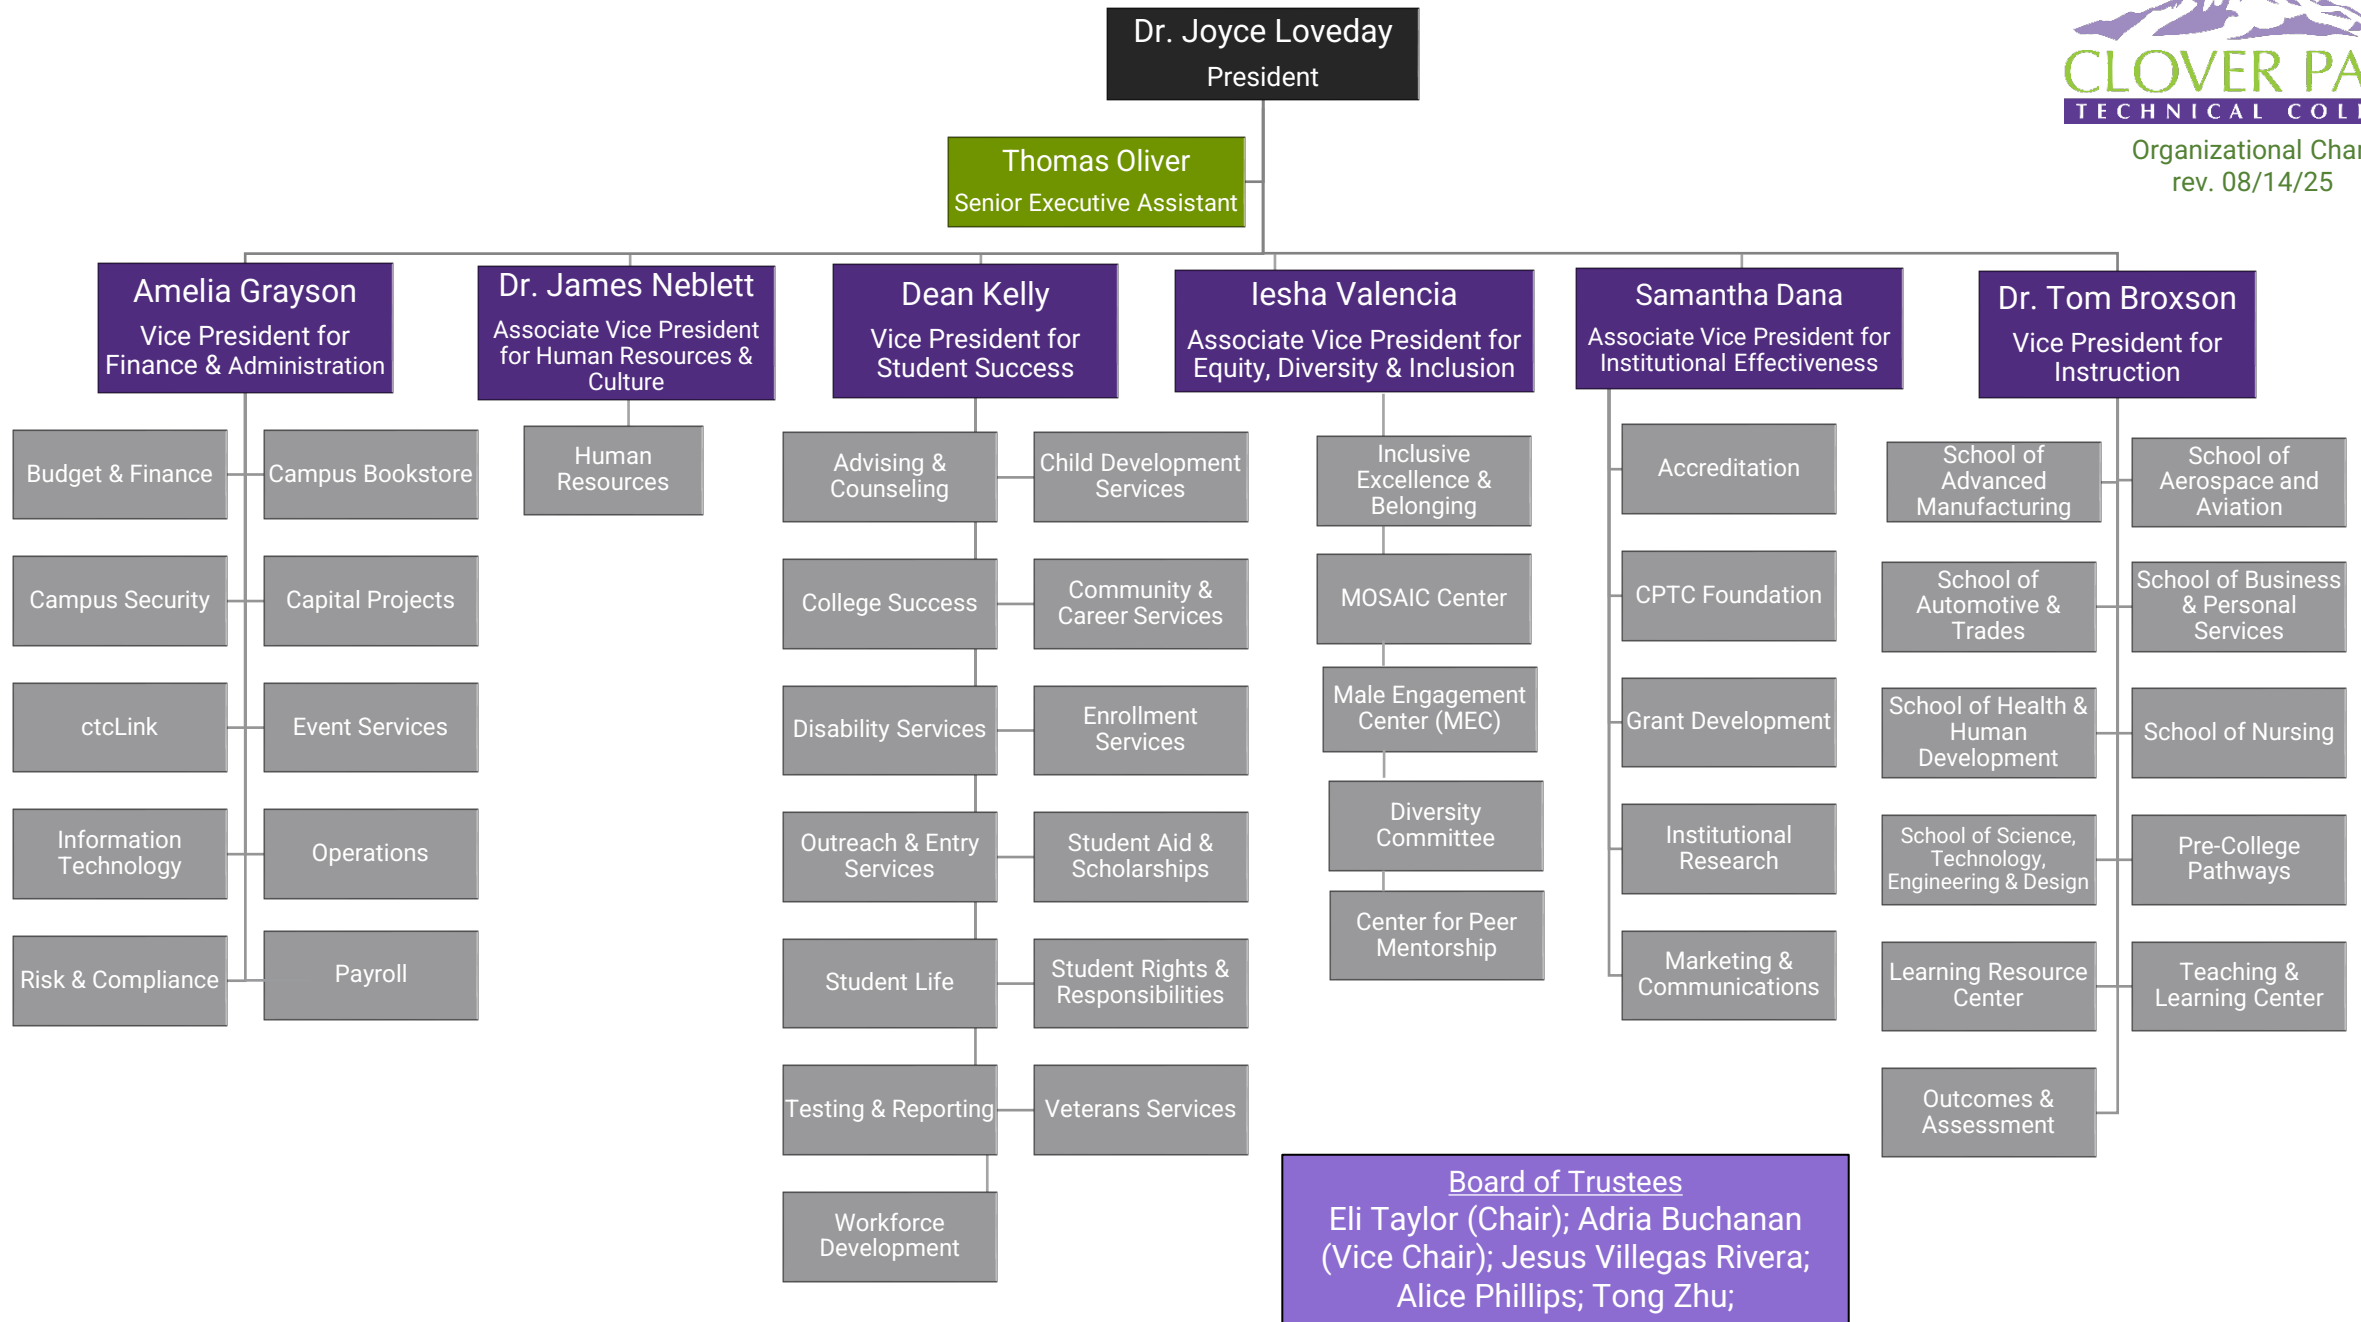 Dr. Joyce Loveday
President
CLOVER
TECHNICAL
Organizational
rev. 08/14/25
Thomas Oliver
Senior Executive Assistant
Amelia Grayson
Vice President for
Finance & Administration
Dr. James Neblett
Associate Vice President
for Human Resources &
Culture
Dean Kelly
Vice President for
Student Success
Iesha Valencia
Associate Vice President for
Equity, Diversity & Inclusion
Samantha Dana
Associate Vice President for
Institutional Effectiveness
Dr. Tom Broxson
Vice President for
Instruction
Budget & Finance
Campus Bookstore
Campus Security
Capital Projects
ctcLink
Event Services
Information
Technology
Operations
Risk & Compliance
Payroll
Human
Resources
Advising &
Counseling
Child Development
Services
College Success
Community &
Career Services
Disability Services
Enrollment
Services
Outreach & Entry
Services
Student Aid &
Scholarships
Student Life
Student Rights &
Responsibilities
Testing & Reporting
Veterans Services
Workforce
Development
Inclusive
Excellence &
Belonging
MOSAIC Center
Male Engagement
Center (MEC)
Diversity
Committee
Center for Peer
Mentorship
Accreditation
CPTC Foundation
Grant Development
Institutional
Research
Marketing &
Communications
School of
Advanced
Manufacturing
School of
Aerospace and
Aviation
School of
Automotive &
Trades
School of Business
& Personal
Services
School of Health &
Human
Development
School of Nursing
School of Science,
Technology,
Engineering & Design
Pre-College
Pathways
Learning Resource
Center
Teaching &
Learning Center
Outcomes &
Assessment
Board of Trustees
Eli Taylor (Chair); Adria Buchanan
(Vice Chair); Jesus Villegas Rivera;
Alice Phillips; Tong Zhu;